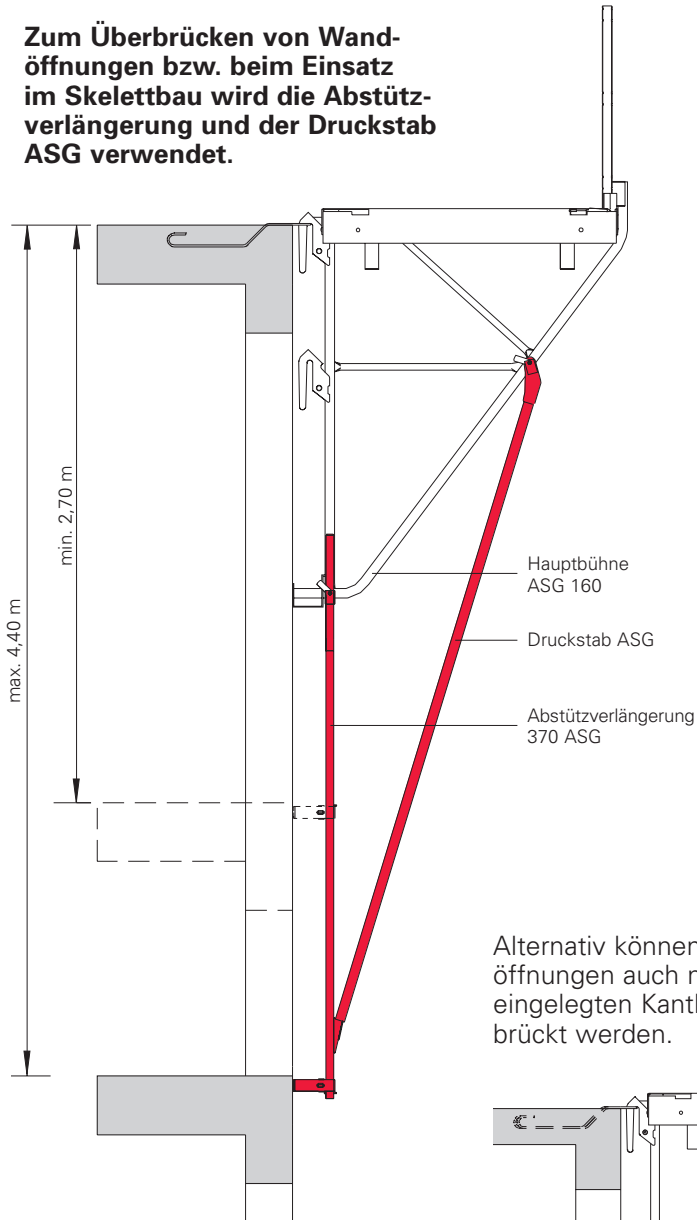 Zum Überbrücken von Wand-
öffnungen bzw. beim Einsatz
im Skelettbau wird die Abstütz-
verlängerung und der Druckstab
ASG verwendet.
max. 4,40 m
min. 2,70 m
Hauptbühne
ASG 160
Druckstab ASG
Abstützverlängerung
370 ASG
Alternativ können
öffnungen auch
eingelegten
brückt werden.